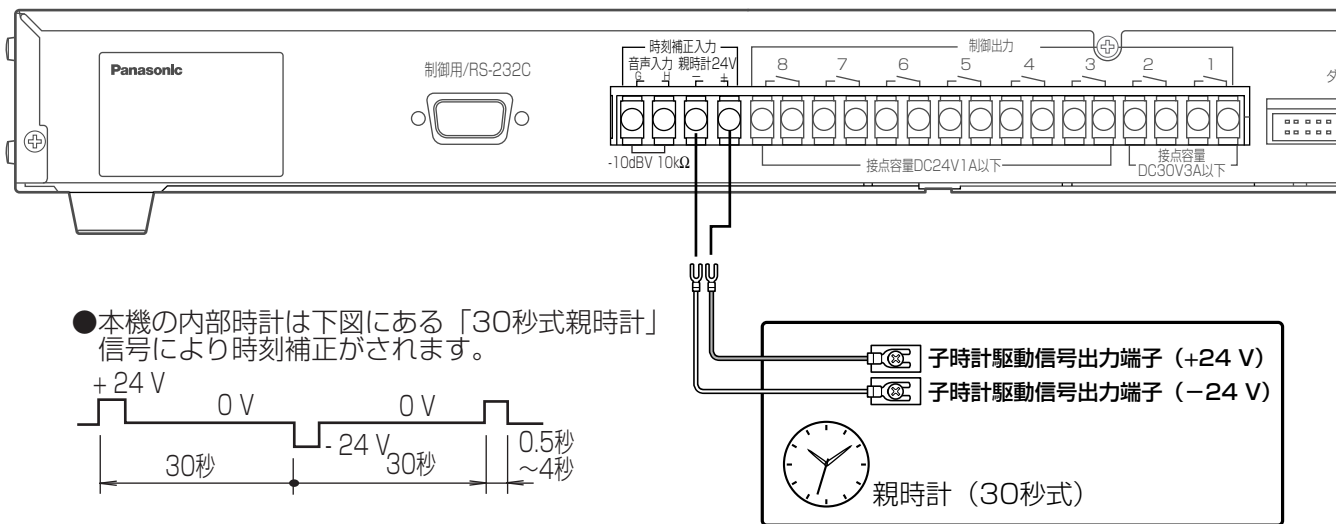 Panasonic
制御用/RS-232C
時刻補正入力
音声入力 親時計24V
G H － ＋
制御出力
8 7 6 5 4 3 2 1
-10dBV 10kΩ
接点容量DC24V1A以下
接点容量
DC30V3A以下
●本機の内部時計は下図にある「30秒式親時計」
信号により時刻補正がされます。
+ 24 V
0 V
0 V
- 24 V
30秒
30秒
0.5秒
～4秒
子時計駆動信号出力端子（+24 V）
子時計駆動信号出力端子（－24 V）
親時計（30秒式）